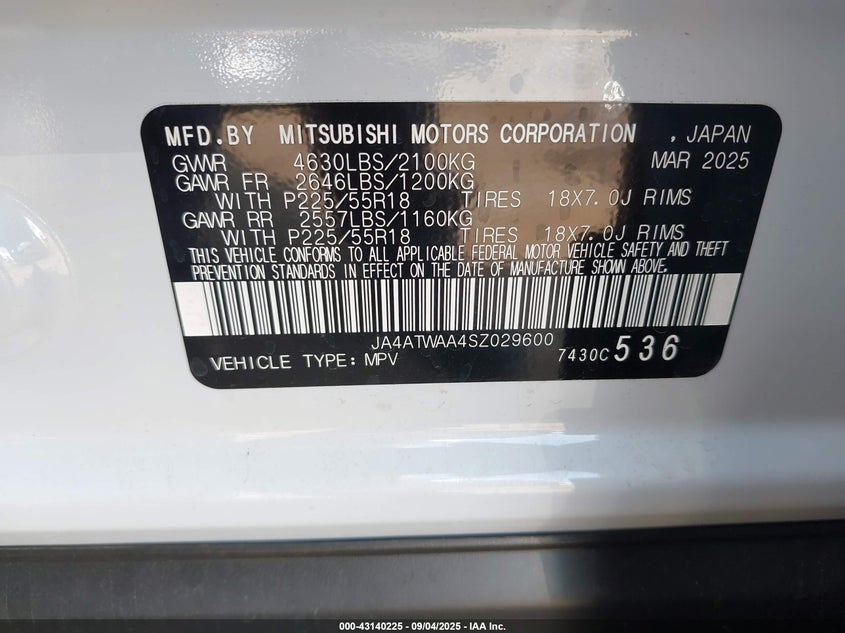 MFD.BY MITSUBISHI MOTORS CORPORATION , JAPAN
GVWR 4630LBS/2100KG MAR 2025
GAWR FR 2646LBS/1200KG
WITH P225/55R18 TIRES 18X7.0J RIMS
GAWR RR 2557LBS/1160KG
WITH P225/55R18 TIRES 18X7.0J RIMS
THIS VEHICLE CONFORMS TO ALL APPLICABLE FEDERAL MOTOR VEHICLE SAFETY AND THEFT
PREVENTION STANDARDS IN EFFECT ON THE DATE OF MANUFACTURE SHOWN ABOVE.
JA4ATWAA4SZ029600
VEHICLE TYPE: MPV 7430C 536
000-43140225 - 09/04/2025 - IAA Inc.